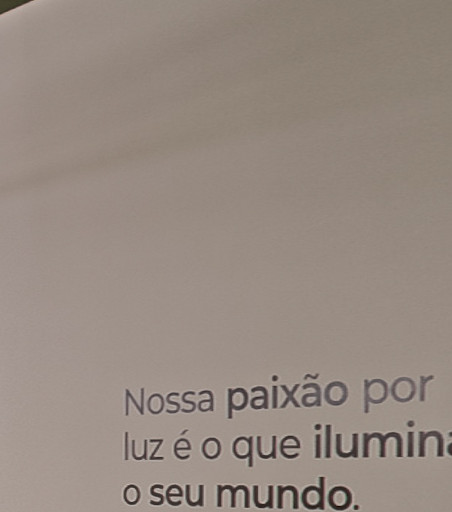 Nossa paixão por
luz é o que ilumina
o seu mundo.